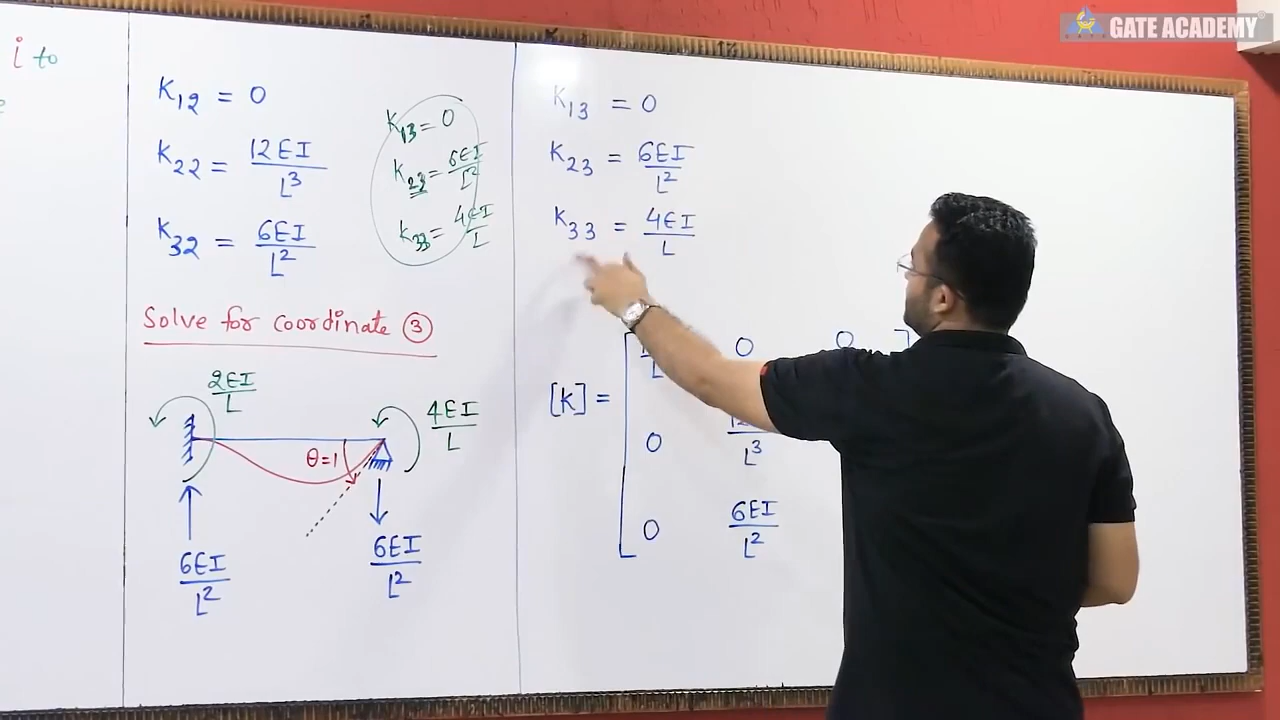 GATE ACADEMY
i to
K12 = 0
K22 = 12EI/L³
K32 = 6EI/L²
K13 = 0
K23 = 6EI/L²
K33 = 4EI/L
Solve for coordinate ③
2EI/L
4EI/L
θ=1
6EI/L²
6EI/L²
K13 = 0
K23 = 6EI/L²
K33 = 4EI/L
0 0
[K] =
0 L³
0 6EI/L²